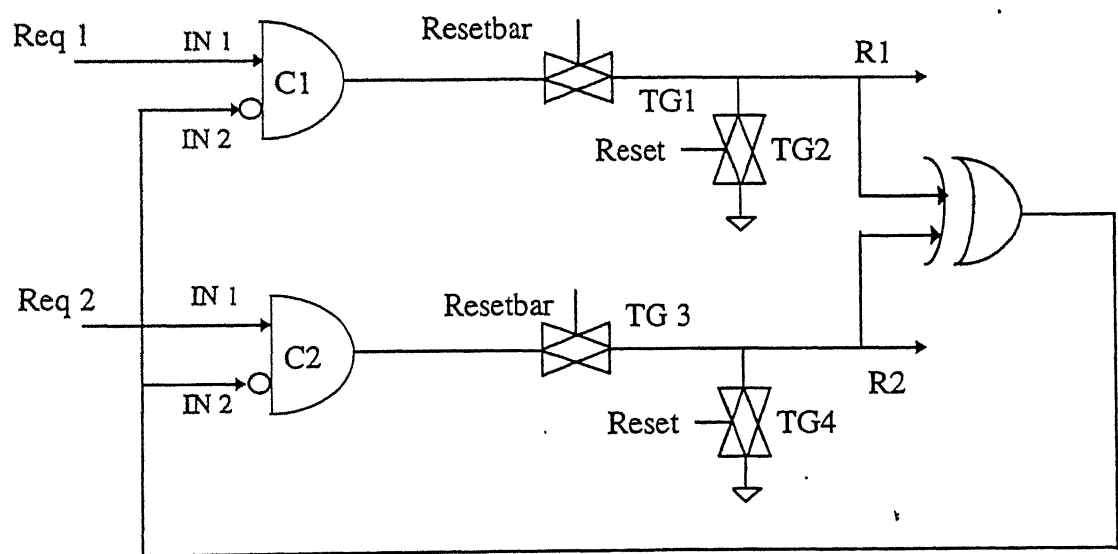 Req 1
IN 1
C1
IN 2
Resetbar
TG1
R1
Reset
TG2
Req 2
IN 1
C2
IN 2
Resetbar
TG 3
R2
Reset
TG4